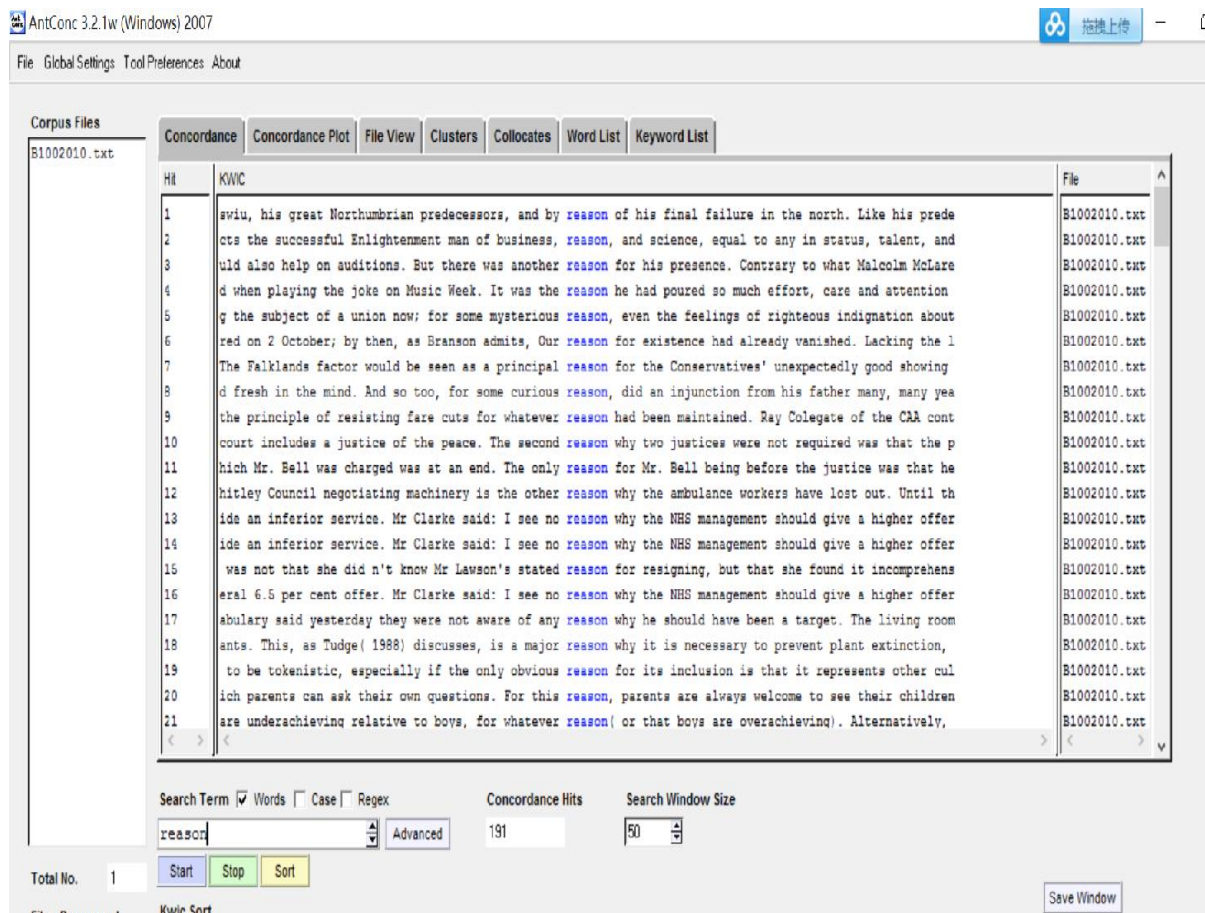 AntConc 3.2.1w (Windows) 2007
拖拽上传
File Global Settings Tool Preferences About
Corpus Files
B1002010.txt
Concordance Concordance Plot File View Clusters Collocates Word List Keyword List
Hit KWIC File
1 swiu, his great Northumbrian predecessors, and by reason of his final failure in the north. Like his prede B1002010.txt
2 cts the successful Enlightenment man of business, reason, and science, equal to any in status, talent, and B1002010.txt
3 uld also help on auditions. But there was another reason for his presence. Contrary to what Malcolm McLare B1002010.txt
4 d when playing the joke on Music Week. It was the reason he had poured so much effort, care and attention B1002010.txt
5 g the subject of a union now; for some mysterious reason, even the feelings of righteous indignation about B1002010.txt
6 red on 2 October; by then, as Branson admits, Our reason for existence had already vanished. Lacking the l B1002010.txt
7 The Falklands factor would be seen as a principal reason for the Conservatives' unexpectedly good showing B1002010.txt
8 d fresh in the mind. And so too, for some curious reason, did an injunction from his father many, many yea B1002010.txt
9 the principle of resisting fare cuts for whatever reason had been maintained. Ray Colegate of the CAA cont B1002010.txt
10 court includes a justice of the peace. The second reason why two justices were not required was that the p B1002010.txt
11 hich Mr. Bell was charged was at an end. The only reason for Mr. Bell being before the justice was that he B1002010.txt
12 hitley Council negotiating machinery is the other reason why the ambulance workers have lost out. Until th B1002010.txt
13 ide an inferior service. Mr Clarke said: I see no reason why the NHS management should give a higher offer B1002010.txt
14 ide an inferior service. Mr Clarke said: I see no reason why the NHS management should give a higher offer B1002010.txt
15 was not that she did n't know Mr Lawson's stated reason for resigning, but that she found it incomprehens B1002010.txt
16 eral 6.5 per cent offer. Mr Clarke said: I see no reason why the NHS management should give a higher offer B1002010.txt
17 abulary said yesterday they were not aware of any reason why he should have been a target. The living room B1002010.txt
18 ants. This, as Tudge( 1988) discusses, is a major reason why it is necessary to prevent plant extinction, B1002010.txt
19 to be tokenistic, especially if the only obvious reason for its inclusion is that it represents other cul B1002010.txt
20 ich parents can ask their own questions. For this reason, parents are always welcome to see their children B1002010.txt
21 are underachieving relative to boys, for whatever reason( or that boys are overachieving). Alternatively, B1002010.txt
Search Term Words Case Regex Concordance Hits Search Window Size
reason Advanced 191 50
Total No. 1 Start Stop Sort
Save Window
Kwic Sort